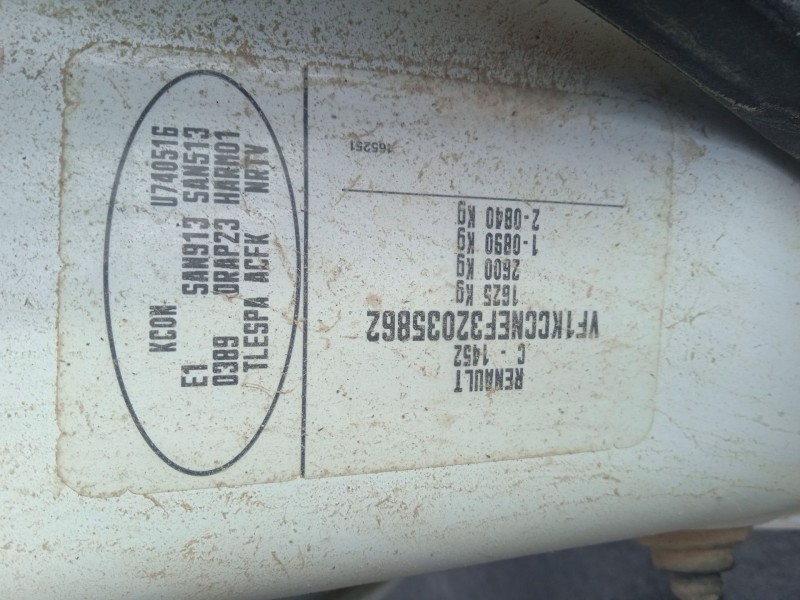 RENAULT
C - 1452
VF1KCCNEF32035862
1625 Kg
2600 Kg
1-0890 Kg
2-0840 Kg
165251
KCON U740516
E1 SAN913 SAN513
0389 DRAP23 HARM01
TLESPA ACFK NRTV